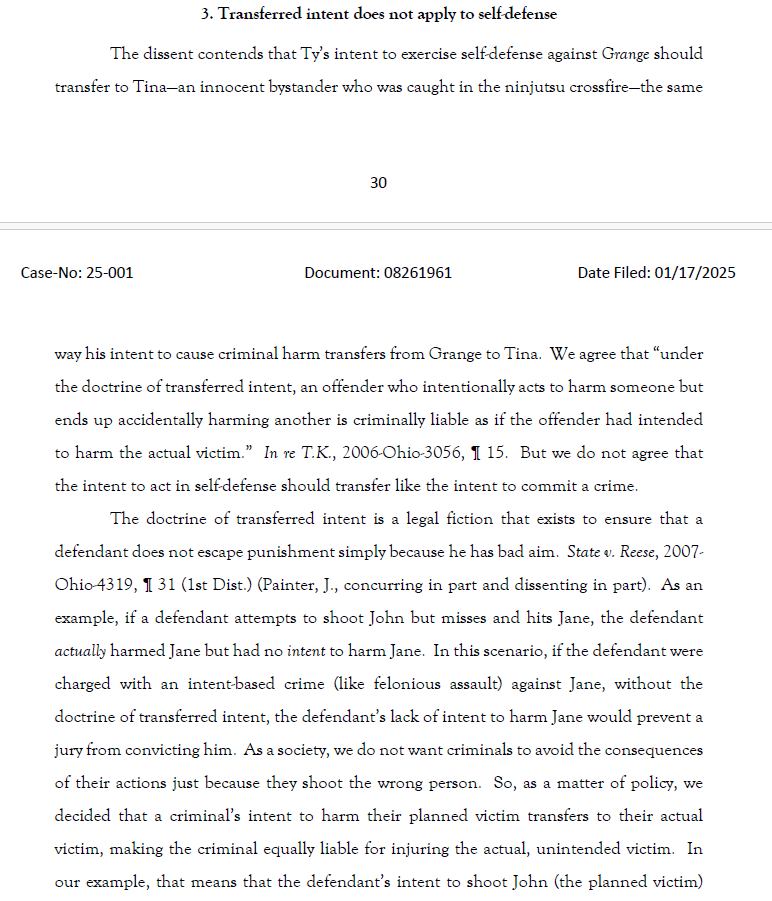 3. Transferred intent does not apply to self-defense
The dissent contends that Ty’s intent to exercise self-defense against Grange should
transfer to Tina—an innocent bystander who was caught in the ninjutsu crossfire—the same
30
Case-No: 25-001 Document: 08261961 Date Filed: 01/17/2025
way his intent to cause criminal harm transfers from Grange to Tina. We agree that “under
the doctrine of transferred intent, an offender who intentionally acts to harm someone but
ends up accidentally harming another is criminally liable as if the offender had intended
to harm the actual victim.” In re T.K., 2006-Ohio-3056, ¶ 15. But we do not agree that
the intent to act in self-defense should transfer like the intent to commit a crime.
The doctrine of transferred intent is a legal fiction that exists to ensure that a
defendant does not escape punishment simply because he has bad aim. State v. Reese, 2007-
Ohio-4319, ¶ 31 (1st Dist.) (Painter, J., concurring in part and dissenting in part). As an
example, if a defendant attempts to shoot John but misses and hits Jane, the defendant
actually harmed Jane but had no intent to harm Jane. In this scenario, if the defendant were
charged with an intent-based crime (like felonious assault) against Jane, without the
doctrine of transferred intent, the defendant’s lack of intent to harm Jane would prevent a
jury from convicting him. As a society, we do not want criminals to avoid the consequences
of their actions just because they shoot the wrong person. So, as a matter of policy, we
decided that a criminal’s intent to harm their planned victim transfers to their actual
victim, making the criminal equally liable for injuring the actual, unintended victim. In
our example, that means that the defendant’s intent to shoot John (the planned victim)